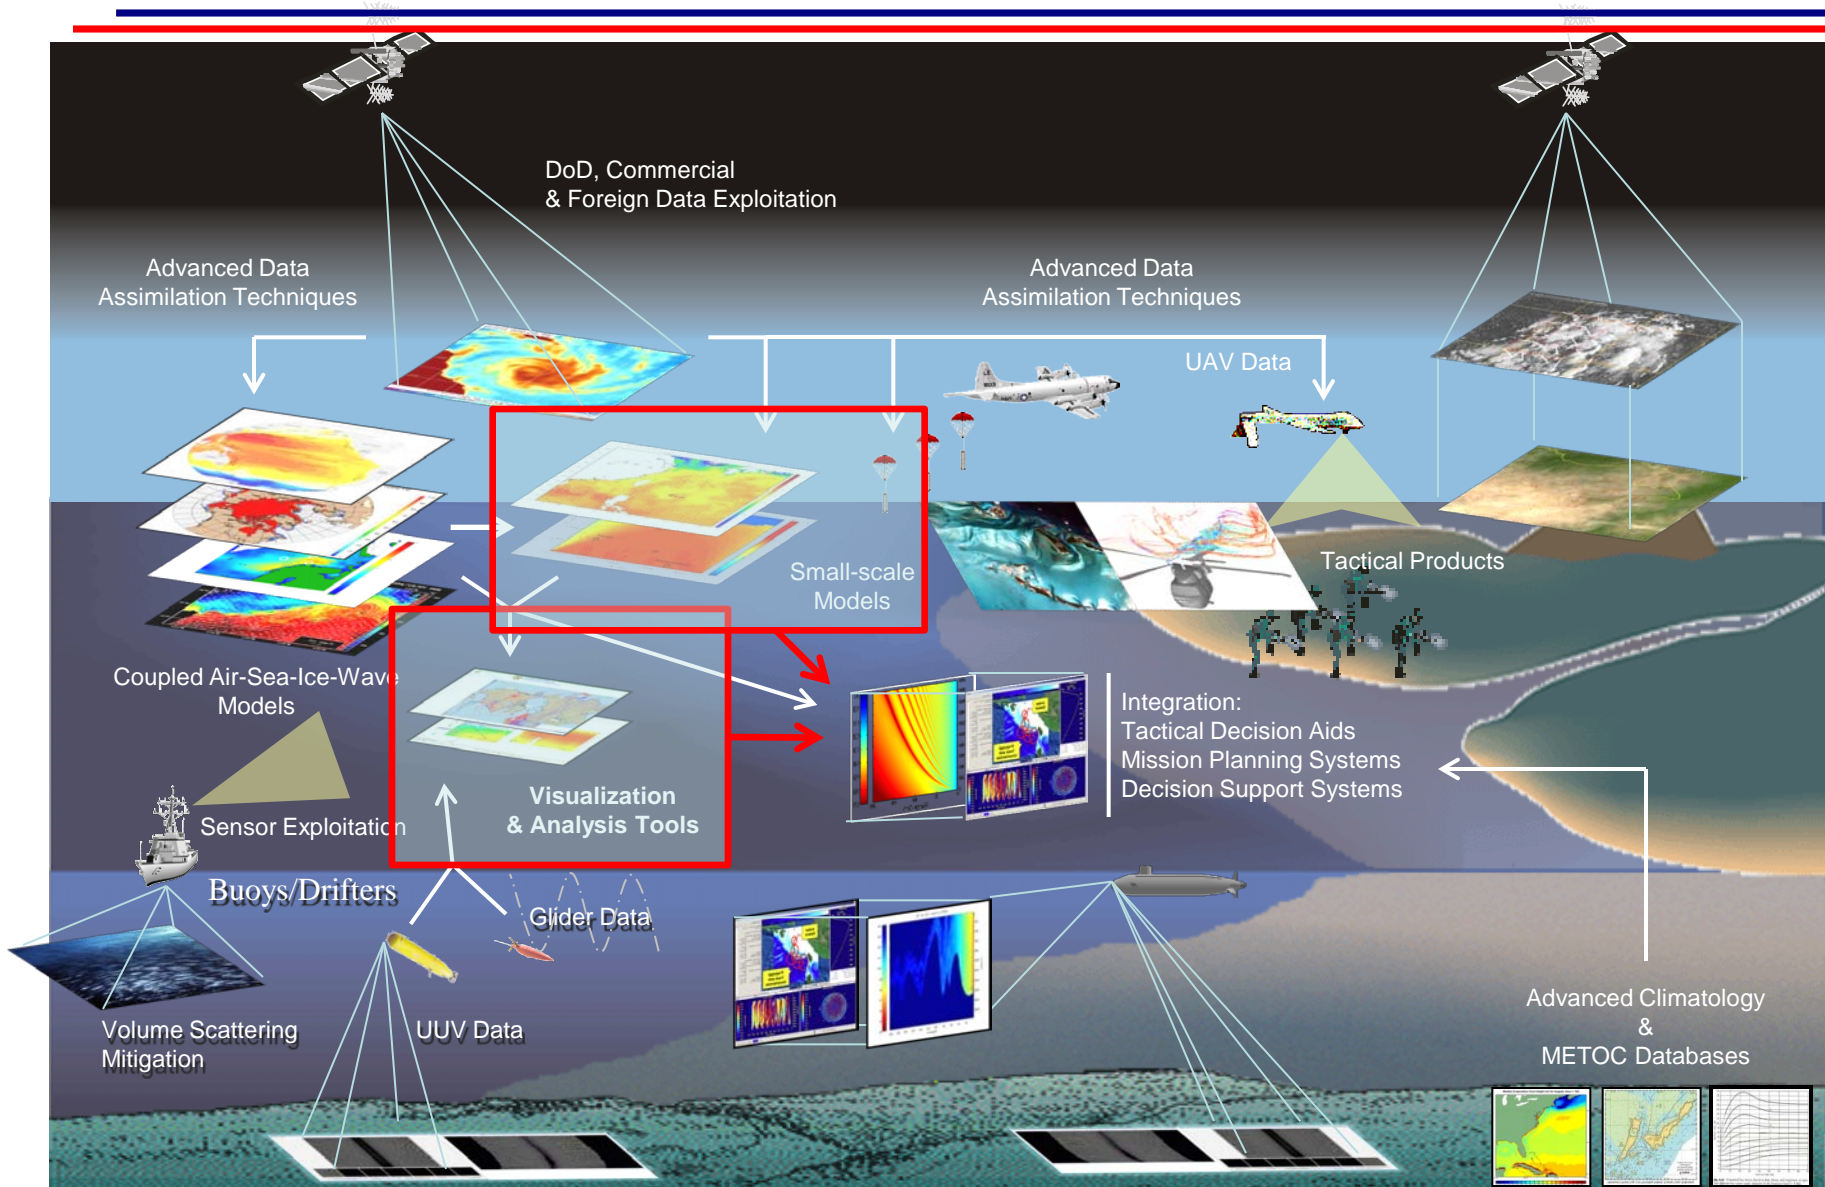 DoD, Commercial
& Foreign Data Exploitation
Advanced Data
Assimilation Techniques
Advanced Data
Assimilation Techniques
UAV Data
Tactical Products
Small-scale
Models
Coupled Air-Sea-Ice-Wave
Models
Integration:
Tactical Decision Aids
Mission Planning Systems
Decision Support Systems
Visualization
& Analysis Tools
Sensor Exploitation
Buoys/Drifters
Glider Data
Volume Scattering
Mitigation
UUV Data
Advanced Climatology
&
METOC Databases